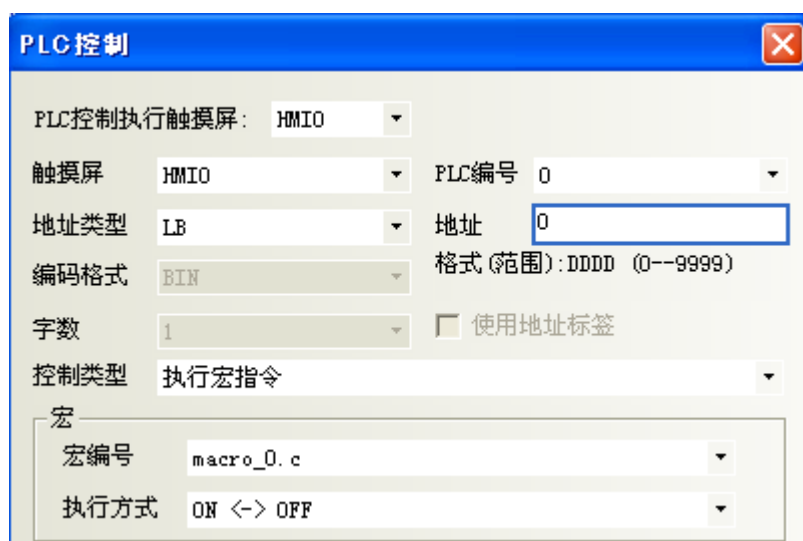 PLC控制
PLC控制执行触摸屏: HMI0
触摸屏 HMI0 PLC编号 0
地址类型 LB 地址 0
编码格式 BIN 格式(范围):DDDD (0--9999)
字数 1 使用地址标签
控制类型 执行宏指令
宏
宏编号 macro_0.c
执行方式 ON <-> OFF